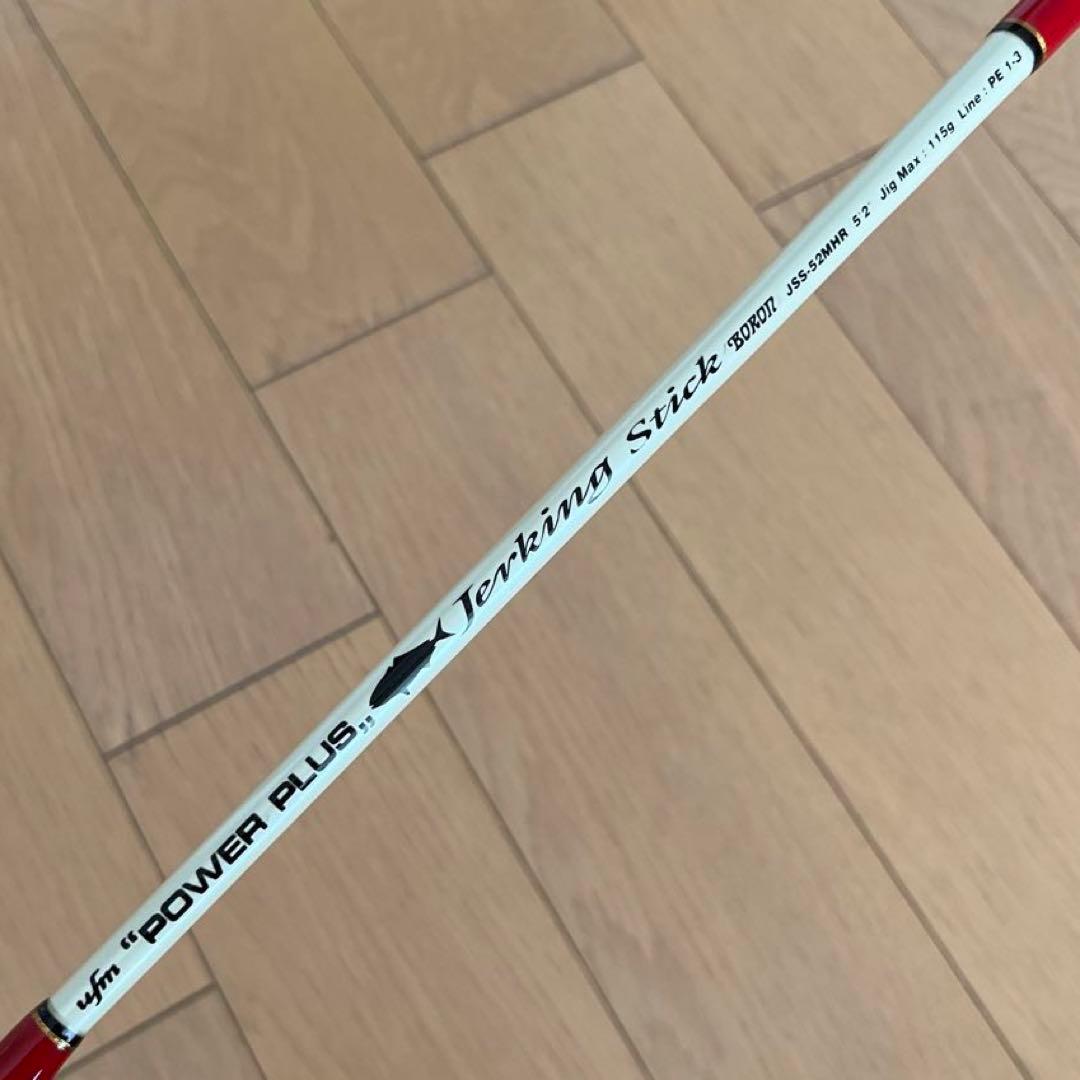 ufm "POWER PLUS„ Jerking Stick BORON JSS-52MHR 5'2" Jig Max : 115g Line : PE 1-3